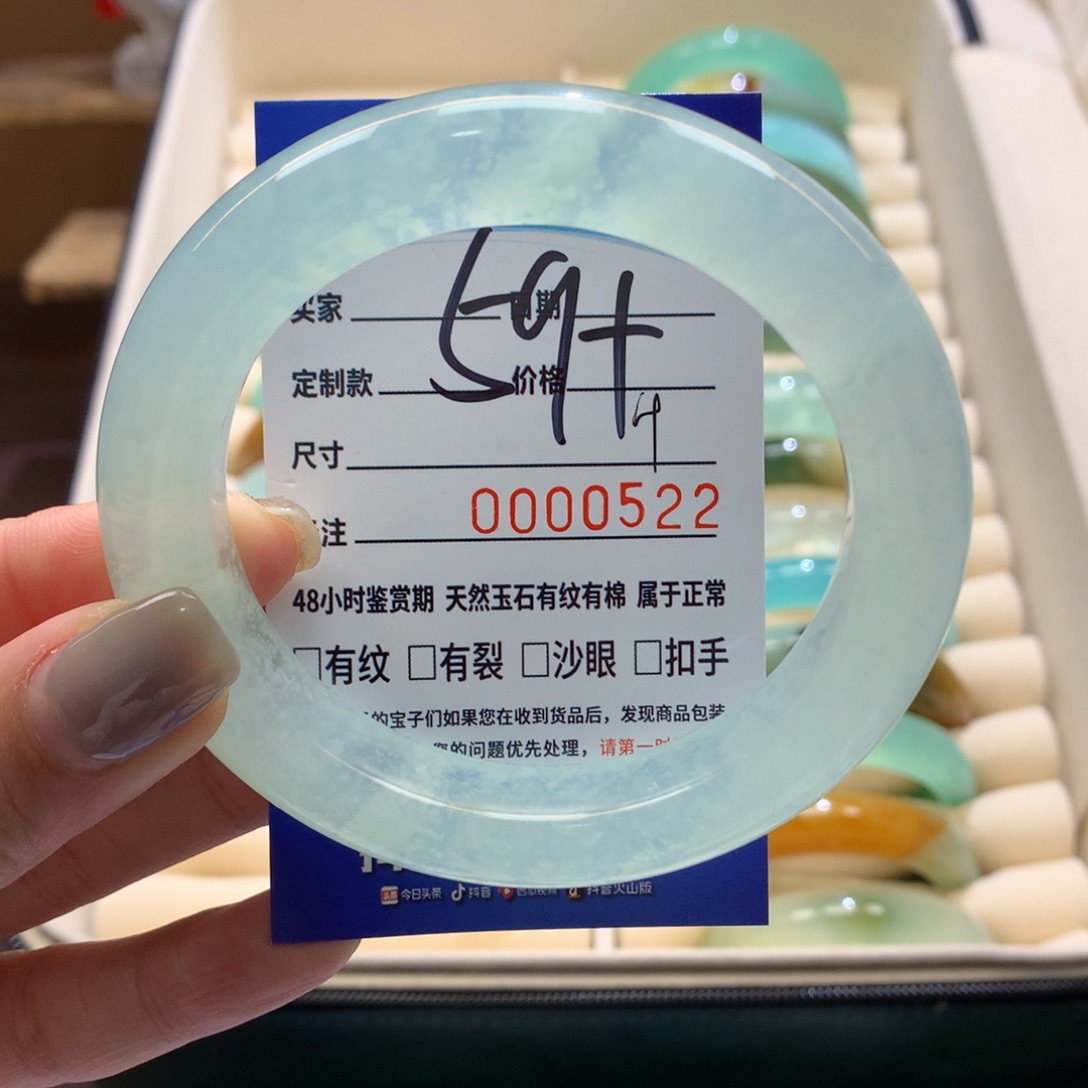 买家 日期
59+
定制款 价格
4
尺寸
0000522
备注
48小时鉴赏期 天然玉石有纹有棉 属于正常
□有纹 □有裂 □沙眼 □扣手
的宝子们如果您在收到货品后，发现商品包装
您的问题优先处理，请第一时
今日头条 抖音 西瓜视频 抖音火山版